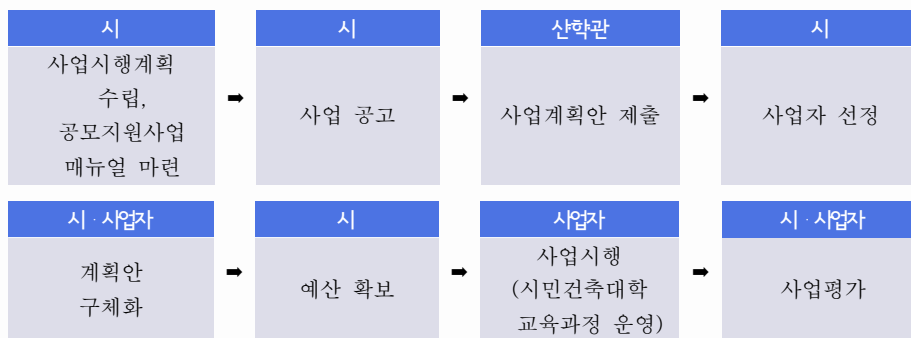 시
사업시행계획
수립,
공모지원사업
매뉴얼 마련
시
사업 공고
산학관
사업계획안 제출
시
사업자 선정
시·사업자
계획안
구체화
시
예산 확보
사업자
사업시행
(시민건축대학
교육과정 운영)
시·사업자
사업평가